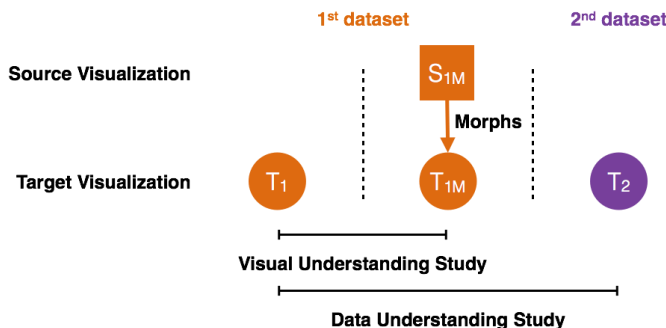 1st dataset 2nd dataset
Source Visualization S1M
Morphs
Target Visualization T1 T1M T2
Visual Understanding Study
Data Understanding Study